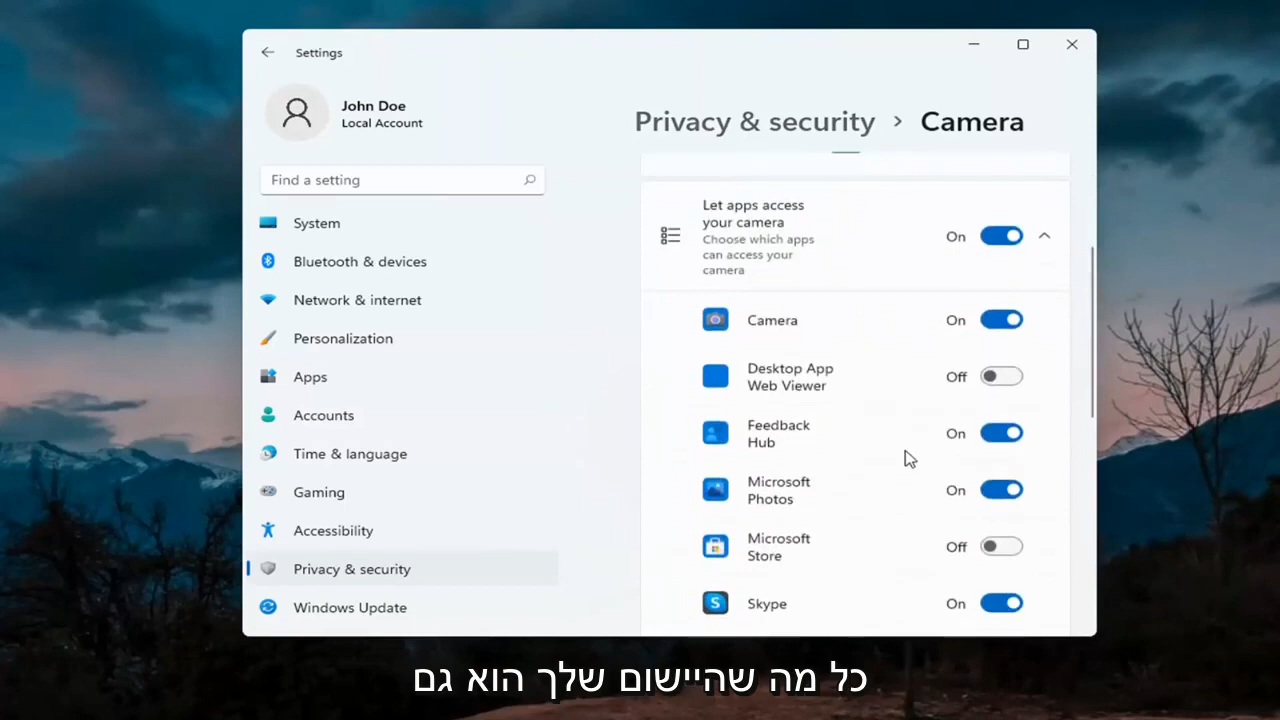 Settings
John Doe
Local Account
Find a setting
System
Bluetooth & devices
Network & internet
Personalization
Apps
Accounts
Time & language
Gaming
Accessibility
Privacy & security
Windows Update
Privacy & security > Camera
Let apps access
your camera
Choose which apps
can access your
camera
On
Camera On
Desktop App
Web Viewer
Off
Feedback
Hub
On
Microsoft
Photos
On
Microsoft
Store
Off
Skype On
כל מה שהיישום שלך הוא גם